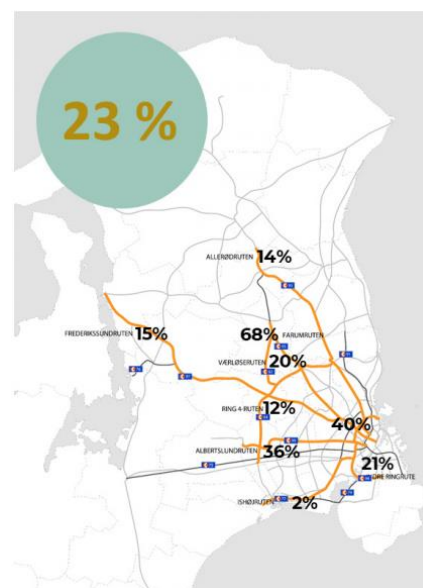 23 %
ALLERØDRUTEN 14%
FREDERIKSSUNDRUTEN 15%
68% FARUMRUTEN
VÆRLØSERUTEN 20%
RING 4-RUTEN 12%
40%
ALBERTSLUNDRUTEN 36%
21%
RINGRUTE
ISHØJRUTEN 2%